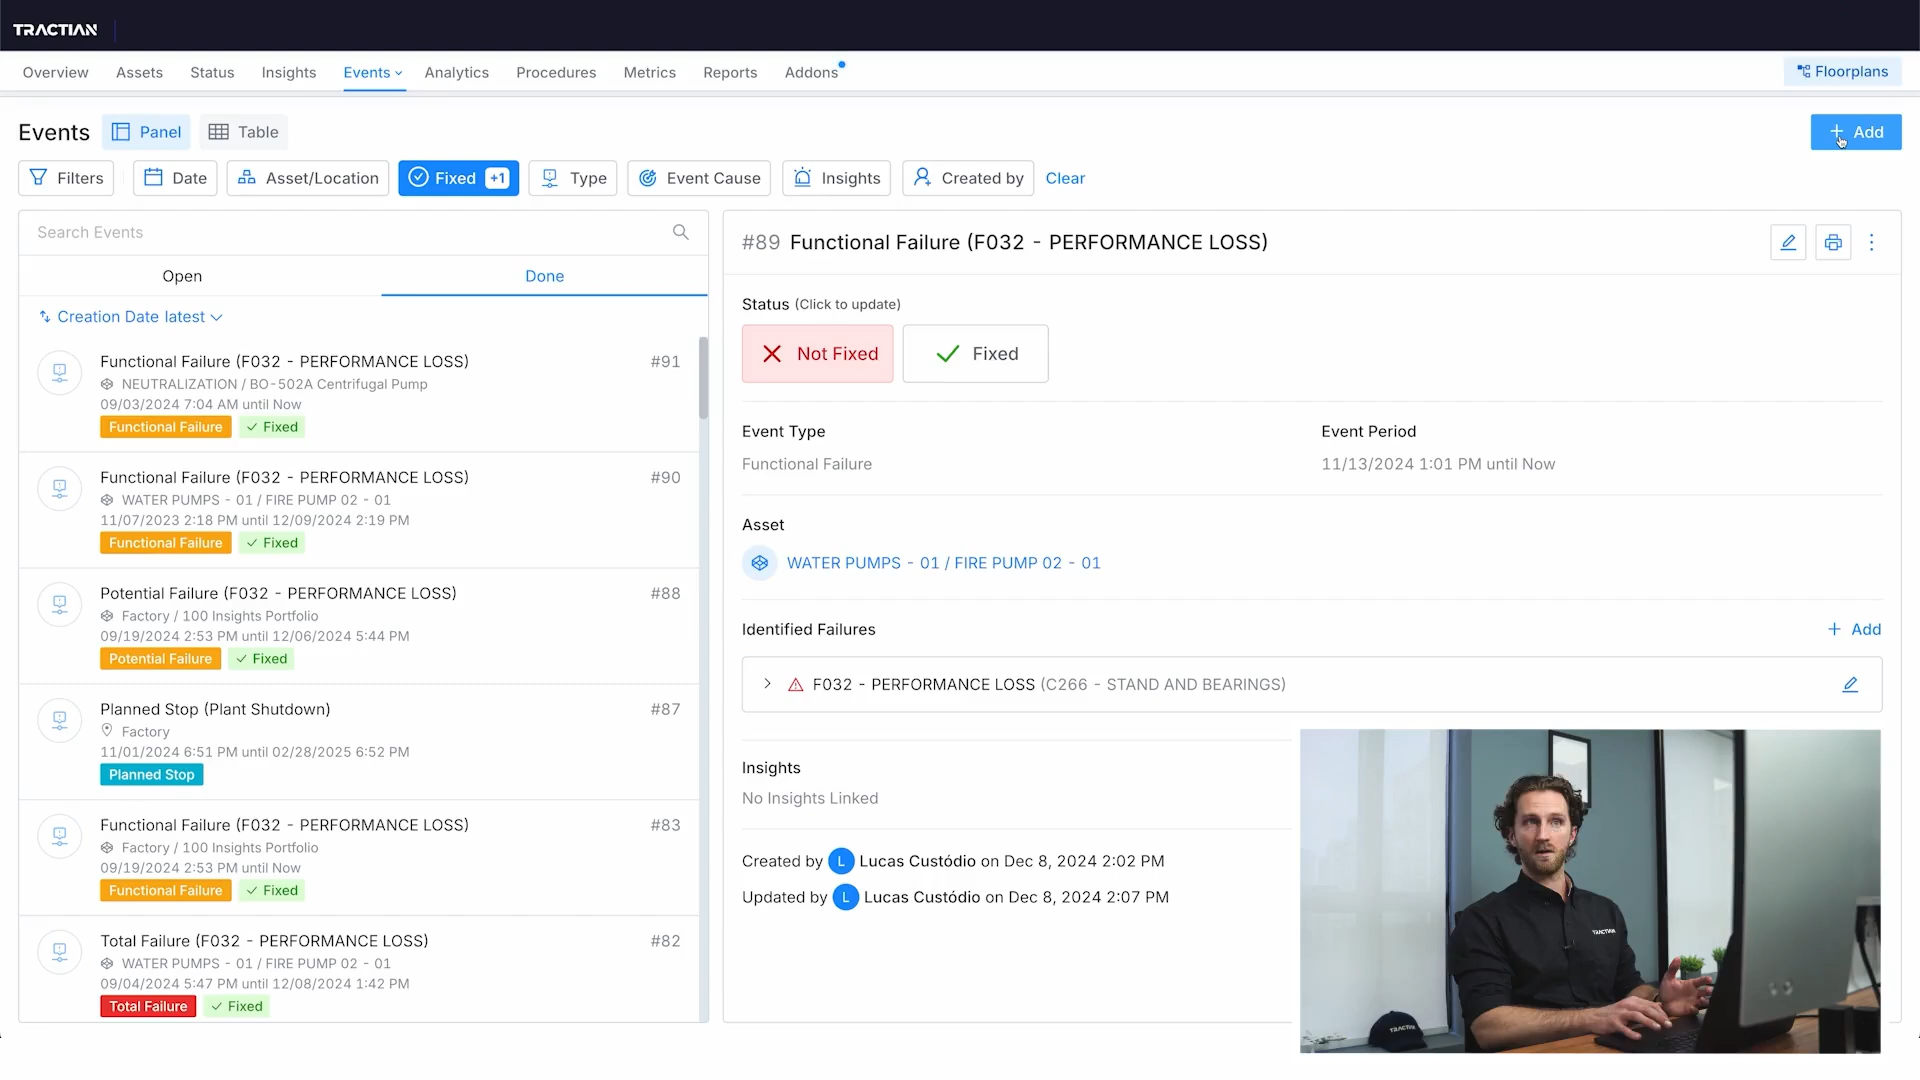 TRACTIAN
Overview Assets Status Insights Events Analytics Procedures Metrics Reports Addons Floorplans
Events Panel Table + Add
Filters Date Asset/Location Fixed +1 Type Event Cause Insights Created by Clear
Search Events
Open Done
Creation Date latest
Functional Failure (F032 - PERFORMANCE LOSS) #91
NEUTRALIZATION / BO-502A Centrifugal Pump
09/03/2024 7:04 AM until Now
Functional Failure Fixed
Functional Failure (F032 - PERFORMANCE LOSS) #90
WATER PUMPS - 01 / FIRE PUMP 02 - 01
11/07/2023 2:18 PM until 12/09/2024 2:19 PM
Functional Failure Fixed
Potential Failure (F032 - PERFORMANCE LOSS) #88
Factory / 100 Insights Portfolio
09/19/2024 2:53 PM until 12/06/2024 5:44 PM
Potential Failure Fixed
Planned Stop (Plant Shutdown) #87
Factory
11/01/2024 6:51 PM until 02/28/2025 6:52 PM
Planned Stop
Functional Failure (F032 - PERFORMANCE LOSS) #83
Factory / 100 Insights Portfolio
09/19/2024 2:53 PM until Now
Functional Failure Fixed
Total Failure (F032 - PERFORMANCE LOSS) #82
WATER PUMPS - 01 / FIRE PUMP 02 - 01
09/04/2024 5:47 PM until 12/08/2024 1:42 PM
Total Failure Fixed
#89 Functional Failure (F032 - PERFORMANCE LOSS)
Status (Click to update)
Not Fixed Fixed
Event Type Event Period
Functional Failure 11/13/2024 1:01 PM until Now
Asset
WATER PUMPS - 01 / FIRE PUMP 02 - 01
Identified Failures + Add
F032 - PERFORMANCE LOSS (C266 - STAND AND BEARINGS)
Insights
No Insights Linked
Created by L Lucas Custódio on Dec 8, 2024 2:02 PM
Updated by L Lucas Custódio on Dec 8, 2024 2:07 PM
TRACTIAN
TRACTIAN